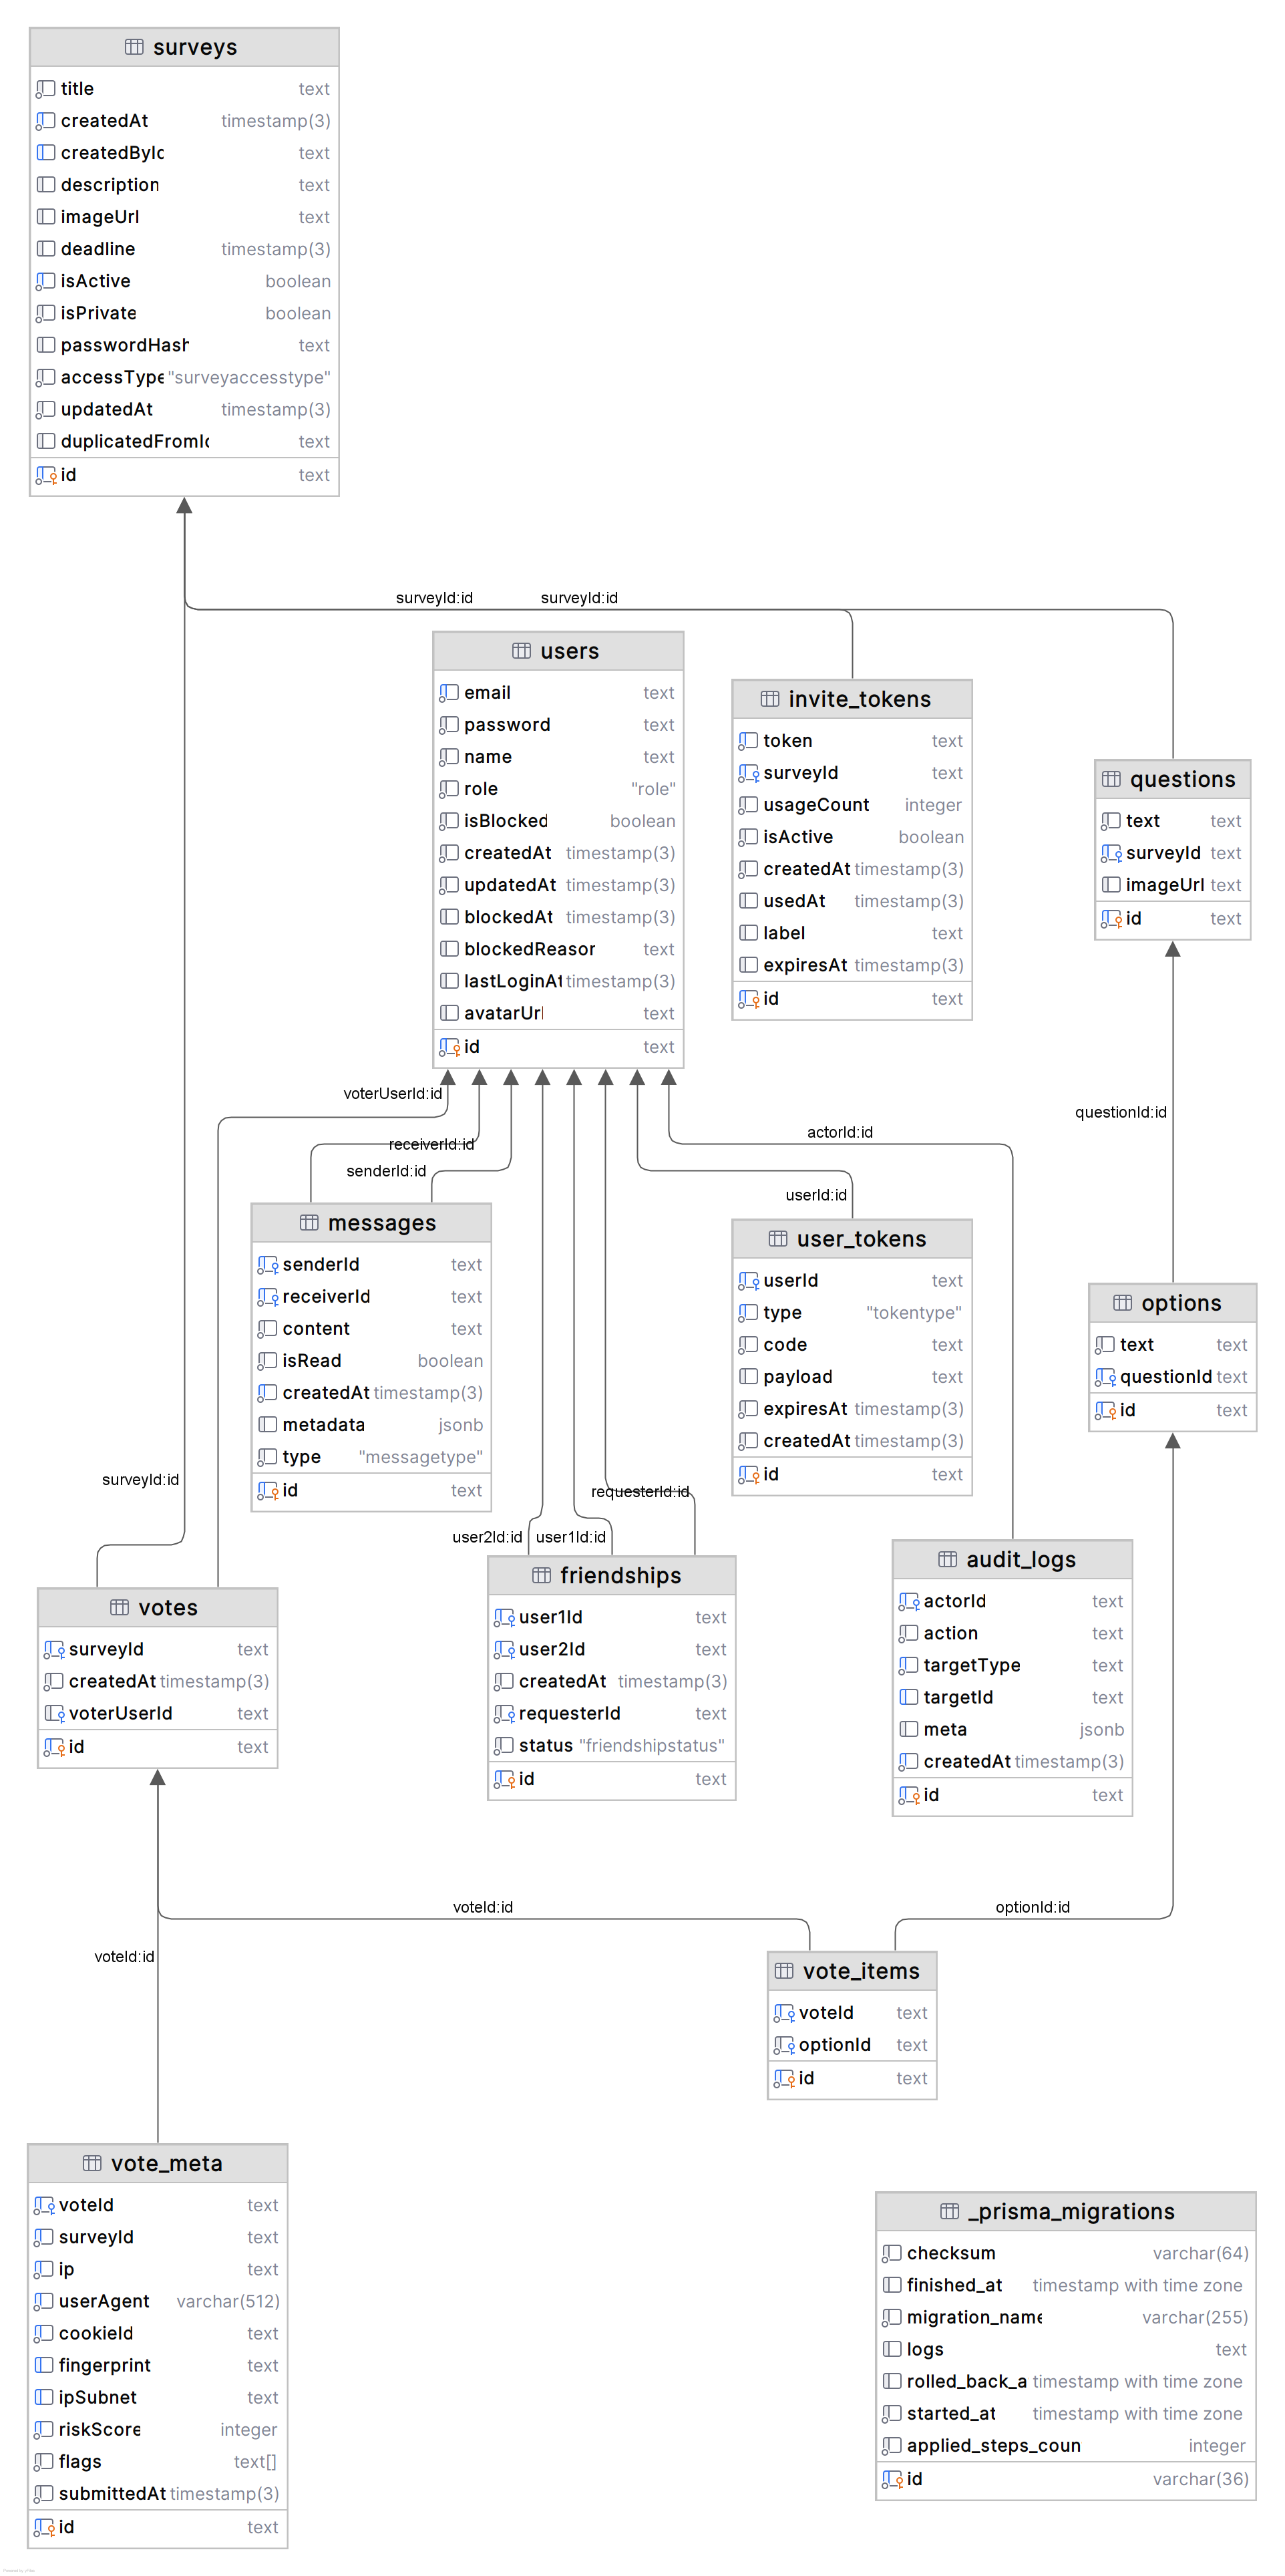 surveys
title text
createdAt timestamp(3)
createdById text
description text
imageUrl text
deadline timestamp(3)
isActive boolean
isPrivate boolean
passwordHash text
accessType "surveyaccesstype"
updatedAt timestamp(3)
duplicatedFromId text
id text
surveyId:id surveyId:id
users
email text
password text
name text
role "role"
isBlocked boolean
createdAt timestamp(3)
updatedAt timestamp(3)
blockedAt timestamp(3)
blockedReason text
lastLoginAt timestamp(3)
avatarUrl text
id text
invite_tokens
token text
surveyId text
usageCount integer
isActive boolean
createdAt timestamp(3)
usedAt timestamp(3)
label text
expiresAt timestamp(3)
id text
questions
text text
surveyId text
imageUrl text
id text
voterUserId:id
receiverId:id
senderId:id
actorId:id
userId:id
questionId:id
messages
senderId text
receiverId text
content text
isRead boolean
createdAt timestamp(3)
metadata jsonb
type "messagetype"
id text
user_tokens
userId text
type "tokentype"
code text
payload text
expiresAt timestamp(3)
createdAt timestamp(3)
id text
options
text text
questionId text
id text
surveyId:id
requesterId:id
user2Id:id user1Id:id
votes
surveyId text
createdAt timestamp(3)
voterUserId text
id text
friendships
user1Id text
user2Id text
createdAt timestamp(3)
requesterId text
status "friendshipstatus"
id text
audit_logs
actorId text
action text
targetType text
targetId text
meta jsonb
createdAt timestamp(3)
id text
voteId:id
optionId:id
voteId:id
vote_items
voteId text
optionId text
id text
vote_meta
voteId text
surveyId text
ip text
userAgent varchar(512)
cookieId text
fingerprint text
ipSubnet text
riskScore integer
flags text[]
submittedAt timestamp(3)
id text
_prisma_migrations
checksum varchar(64)
finished_at timestamp with time zone
migration_name varchar(255)
logs text
rolled_back_a timestamp with time zone
started_at timestamp with time zone
applied_steps_coun integer
id varchar(36)